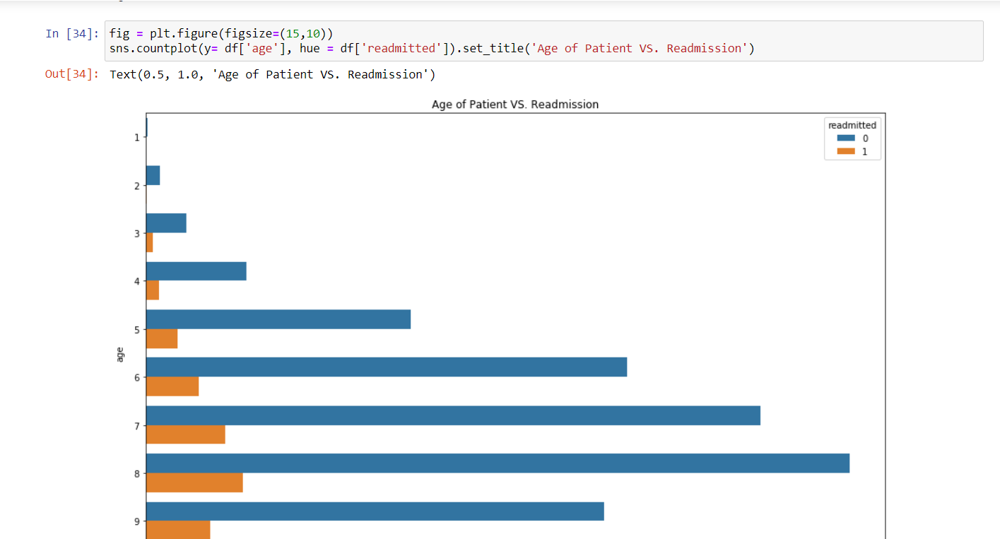 In [34]: fig = plt.figure(figsize=(15,10))
sns.countplot(y= df['age'], hue = df['readmitted']).set_title('Age of Patient VS. Readmission')
Out[34]: Text(0.5, 1.0, 'Age of Patient VS. Readmission')
Age of Patient VS. Readmission
readmitted
0
1
1
2
3
4
5
age
6
7
8
9